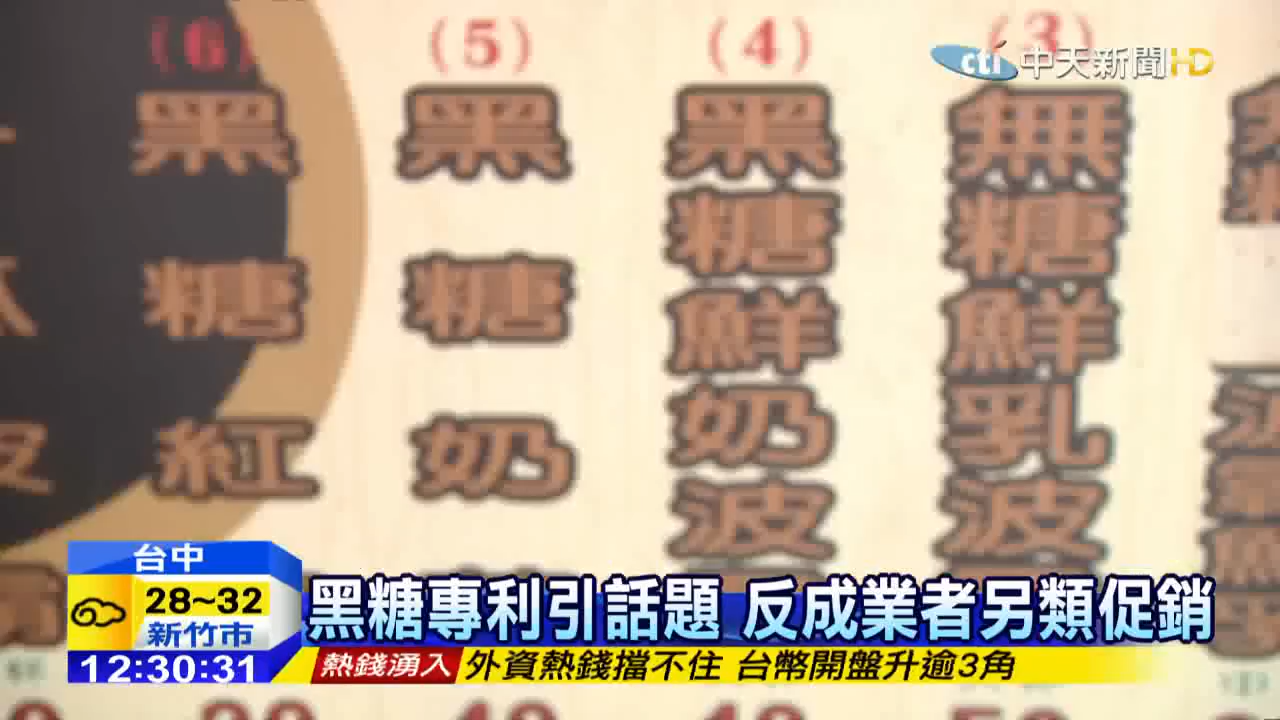 (6)
黑糖紅
(5)
黑糖奶
(4)
黑糖鮮奶波
(3)
無糖鮮乳波
cti 中天新聞HD
台中
28~32
新竹市
12:30:31
黑糖專利引話題 反成業者另類促銷
熱錢湧入 外資熱錢擋不住 台幣開盤升逾3角